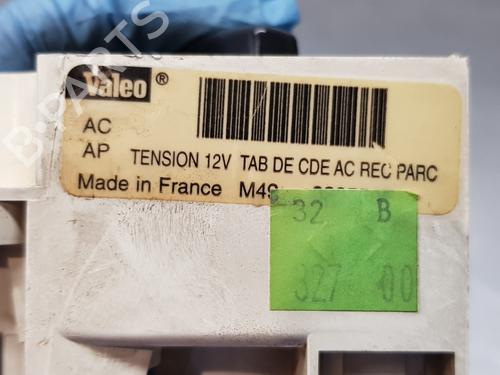 Valeo ®
AC
AP TENSION 12V TAB DE CDE AC REC PARC
Made in France M49
32 B
327 00
B-PARTS